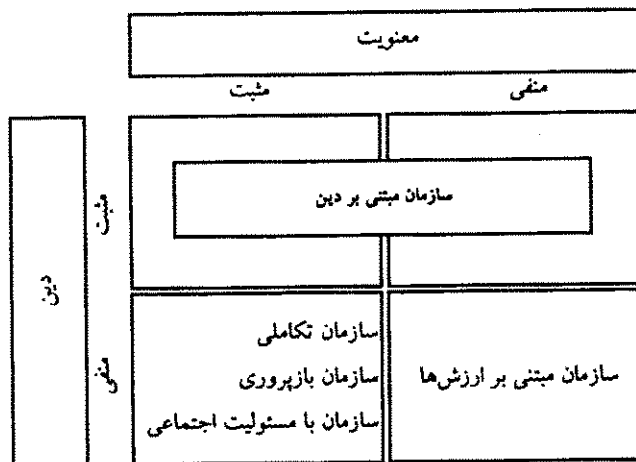 معنویت
منفی
مثبت
دین
مثبت
سازمان مبتنی بر دین
منفی
سازمان مبتنی بر ارزش‌ها
سازمان تکاملی
سازمان بازپروری
سازمان با مسئولیت اجتماعی